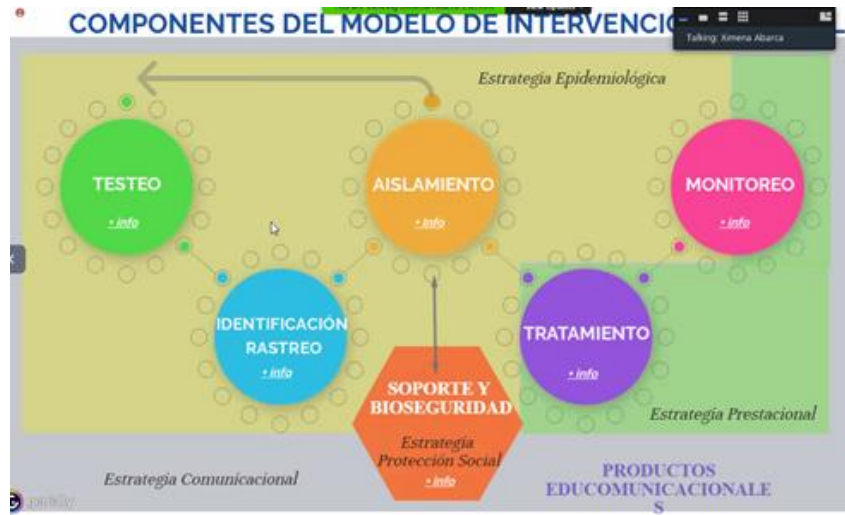 COMPONENTES DEL MODELO DE INTERVENCIO
Talking: Ximena Abarca
Estrategia Epidemiológica
TESTEO
+ info
AISLAMIENTO
+ info
MONITOREO
+ info
IDENTIFICACIÓN
RASTREO
+ info
TRATAMIENTO
+ info
SOPORTE Y
BIOSEGURIDAD
Estrategia
Protección Social
+ info
Estrategia Prestacional
Estrategia Comunicacional
PRODUCTOS
EDUCOMUNICACIONALE
S